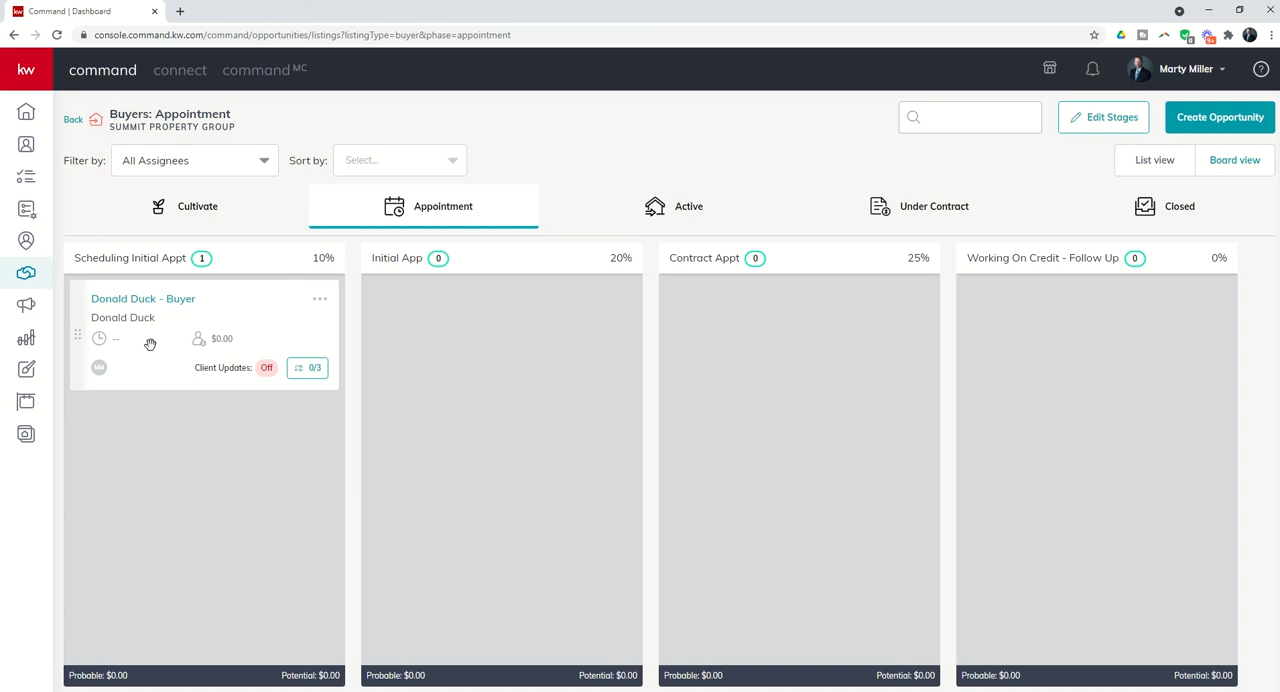 Command | Dashboard
console.command.kw.com/command/opportunities/listings?listingType=buyer&phase=appointment
kw
command connect command MC
Marty Miller
Back
Buyers: Appointment
SUMMIT PROPERTY GROUP
Edit Stages
Create Opportunity
Filter by: All Assignees
Sort by: Select...
List view
Board view
Cultivate
Appointment
Active
Under Contract
Closed
Scheduling Initial Appt 1 10%
Initial App 0 20%
Contract Appt 0 25%
Working On Credit - Follow Up 0 0%
Donald Duck - Buyer
Donald Duck
-- $0.00
MM
Client Updates: Off 0/3
Probable: $0.00 Potential: $0.00
Probable: $0.00 Potential: $0.00
Probable: $0.00 Potential: $0.00
Probable: $0.00 Potential: $0.00